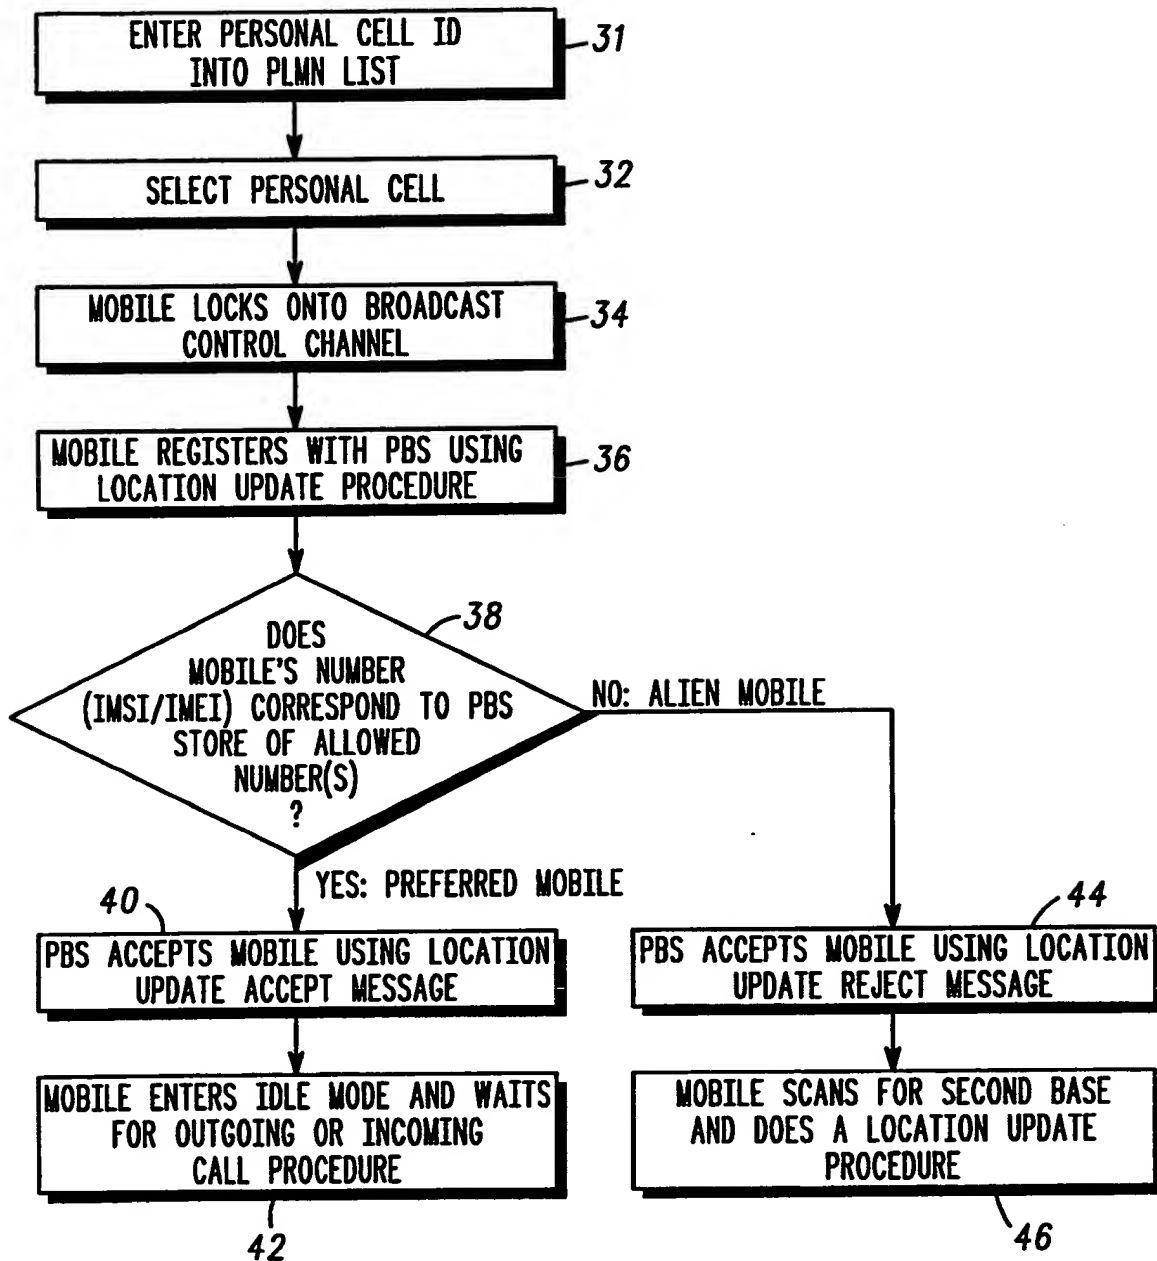 ENTER PERSONAL CELL ID
INTO PLMN LIST
31
SELECT PERSONAL CELL
32
MOBILE LOCKS ONTO BROADCAST
CONTROL CHANNEL
34
MOBILE REGISTERS WITH PBS USING
LOCATION UPDATE PROCEDURE
36
38
DOES
MOBILE'S NUMBER
(IMSI/IMEI) CORRESPOND TO PBS
STORE OF ALLOWED
NUMBER(S)
?
NO: ALIEN MOBILE
YES: PREFERRED MOBILE
40
PBS ACCEPTS MOBILE USING LOCATION
UPDATE ACCEPT MESSAGE
44
PBS ACCEPTS MOBILE USING LOCATION
UPDATE REJECT MESSAGE
MOBILE ENTERS IDLE MODE AND WAITS
FOR OUTGOING OR INCOMING
CALL PROCEDURE
42
MOBILE SCANS FOR SECOND BASE
AND DOES A LOCATION UPDATE
PROCEDURE
46